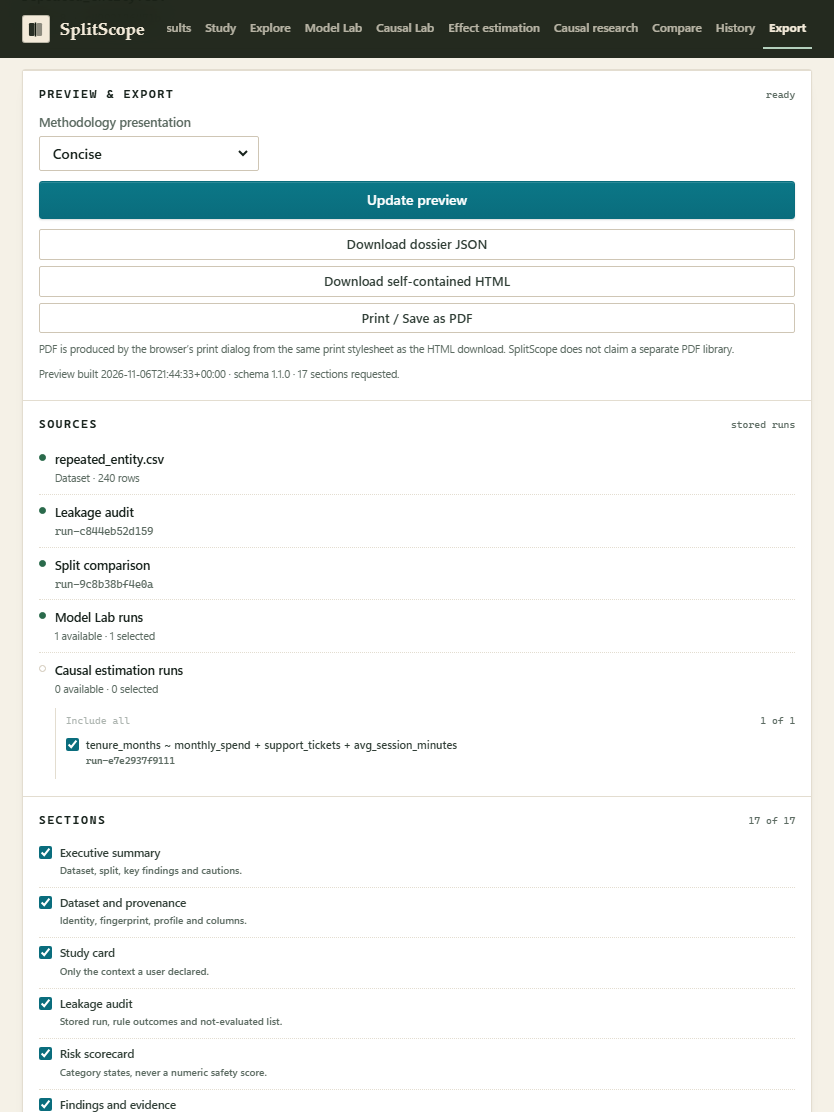 SplitScope
sults Study Explore Model Lab Causal Lab Effect estimation Causal research Compare History Export
PREVIEW & EXPORT ready
Methodology presentation
Concise
Update preview
Download dossier JSON
Download self-contained HTML
Print / Save as PDF
PDF is produced by the browser's print dialog from the same print stylesheet as the HTML download. SplitScope does not claim a separate PDF library.
Preview built 2026-11-06T21:44:33+00:00 · schema 1.1.0 · 17 sections requested.
SOURCES stored runs
repeated_entity.csv
Dataset · 240 rows
Leakage audit
run-c844eb52d159
Split comparison
run-9c8b38bf4e0a
Model Lab runs
1 available · 1 selected
Causal estimation runs
0 available · 0 selected
Include all 1 of 1
tenure_months ~ monthly_spend + support_tickets + avg_session_minutes
run-e7e2937f9111
SECTIONS 17 of 17
Executive summary
Dataset, split, key findings and cautions.
Dataset and provenance
Identity, fingerprint, profile and columns.
Study card
Only the context a user declared.
Leakage audit
Stored run, rule outcomes and not-evaluated list.
Risk scorecard
Category states, never a numeric safety score.
Findings and evidence